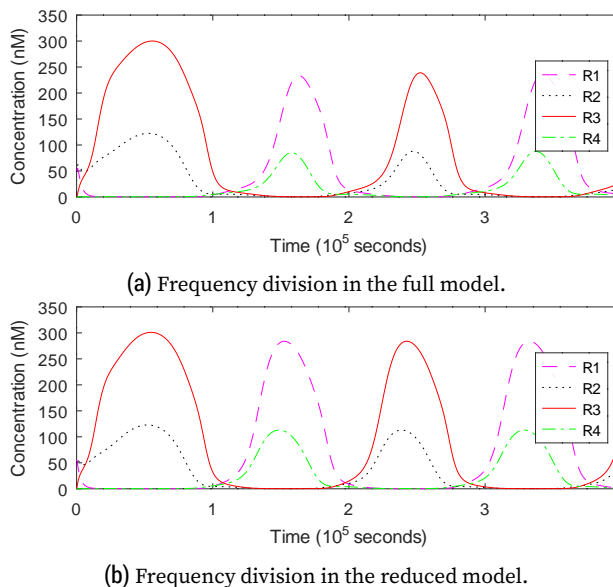 Concentration (nM)
350
300
250
200
150
100
50
0
R1
R2
R3
R4
0
1
2
3
Time (10^5 seconds)
(a) Frequency division in the full model.
Concentration (nM)
350
300
250
200
150
100
50
0
R1
R2
R3
R4
0
1
2
3
Time (10^5 seconds)
(b) Frequency division in the reduced model.